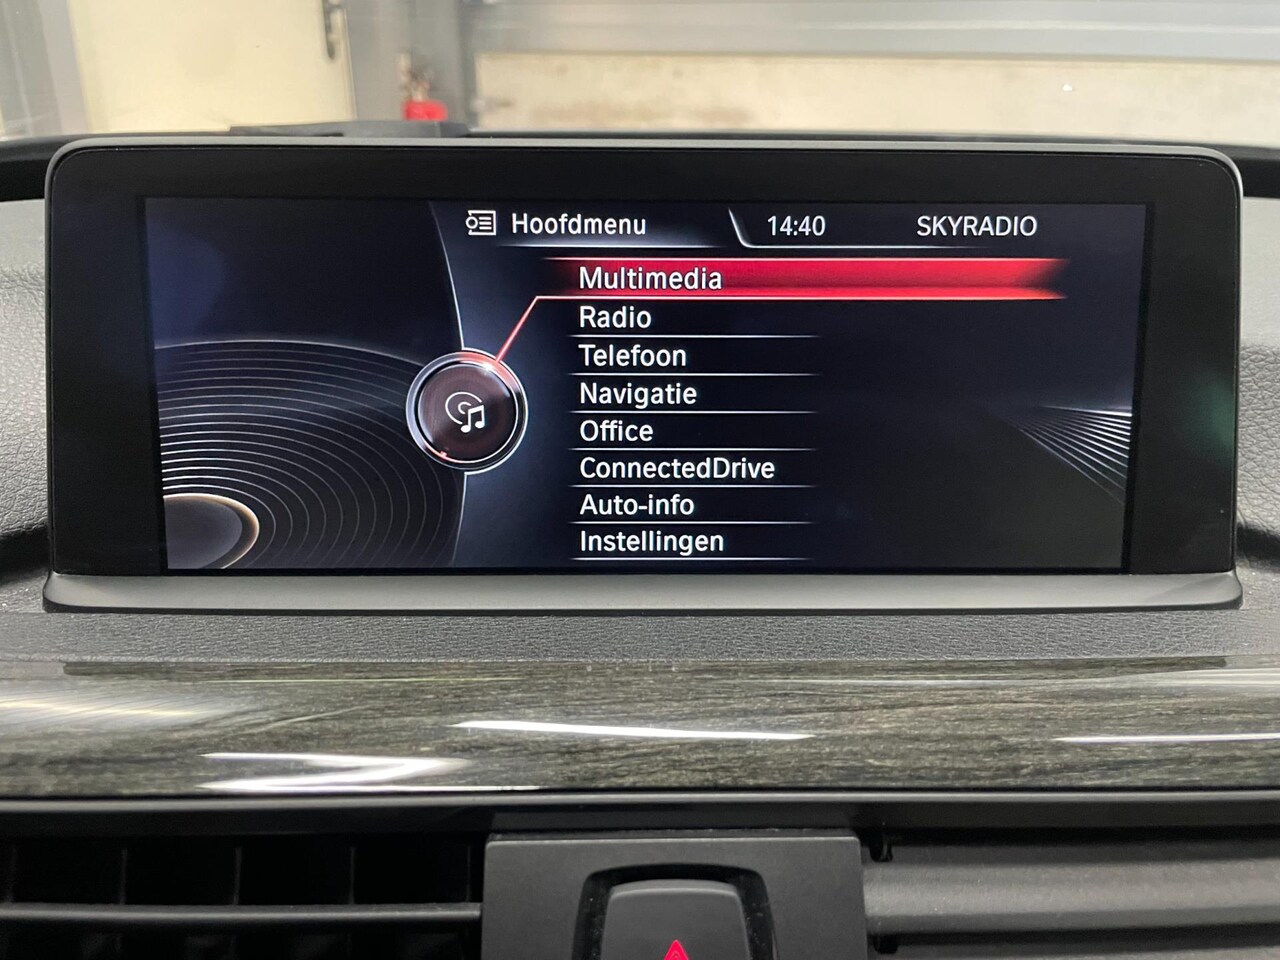 Hoofdmenu 14:40 SKYRADIO
Multimedia
Radio
Telefoon
Navigatie
Office
ConnectedDrive
Auto-info
Instellingen